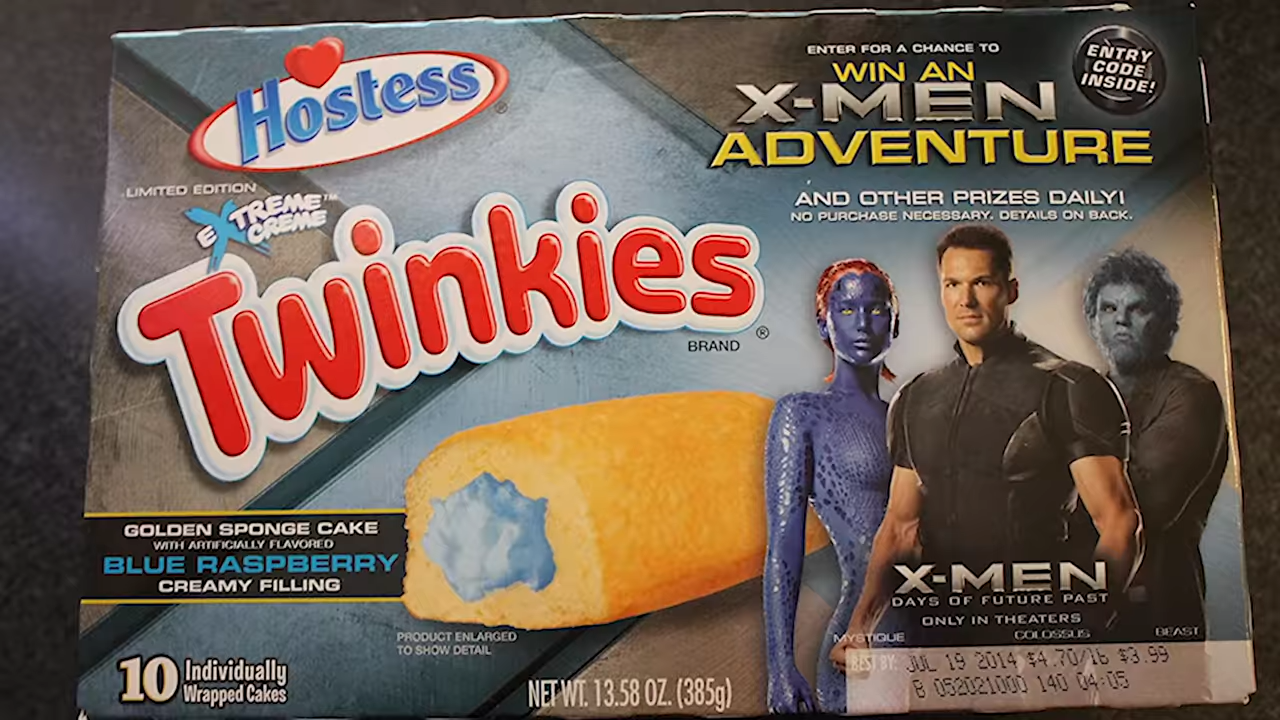 Hostess®
LIMITED EDITION
EXTREME CREME™
Twinkies®
BRAND
GOLDEN SPONGE CAKE
WITH ARTIFICIALLY FLAVORED
BLUE RASPBERRY
CREAMY FILLING
PRODUCT ENLARGED
TO SHOW DETAIL
10 Individually
Wrapped Cakes
NET WT. 13.58 OZ. (385g)
ENTER FOR A CHANCE TO
WIN AN
X-MEN
ADVENTURE
ENTRY
CODE
INSIDE!
AND OTHER PRIZES DAILY!
NO PURCHASE NECESSARY. DETAILS ON BACK.
X-MEN
DAYS OF FUTURE PAST
ONLY IN THEATERS
MYSTIQUE COLOSSUS BEAST
BEST BY: JUL 19 2014 $4.70/16 $3.99
B 052021000 140 04:05